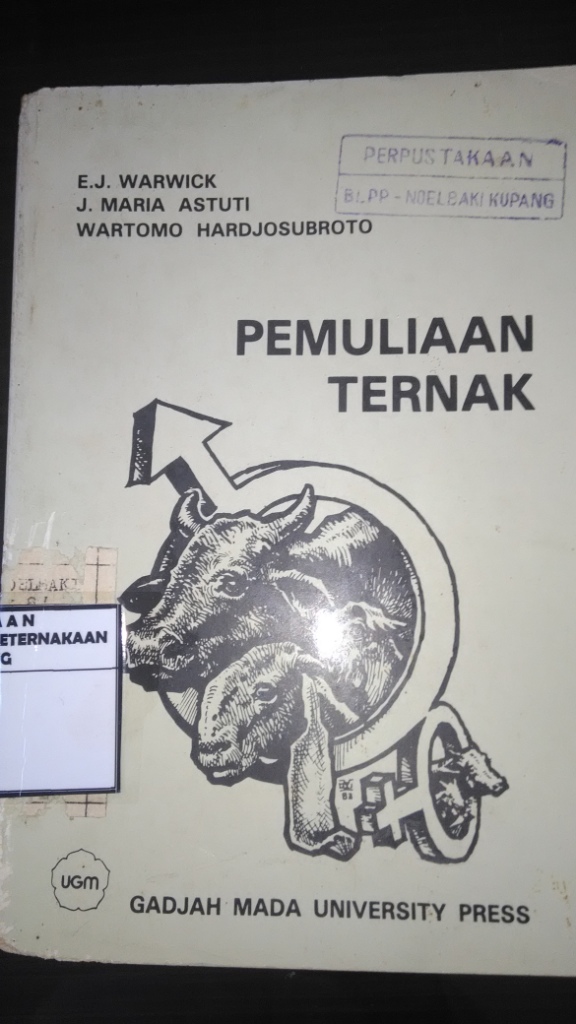 E.J. WARWICK
J. MARIA ASTUTI
WARTOMO HARDJOSUBROTO
PERPUSTAKAAN
BLPP - NOELBAKI KUPANG
PEMULIAAN
TERNAK
AAN
ETERNAKAAN
G
UGM
GADJAH MADA UNIVERSITY PRESS